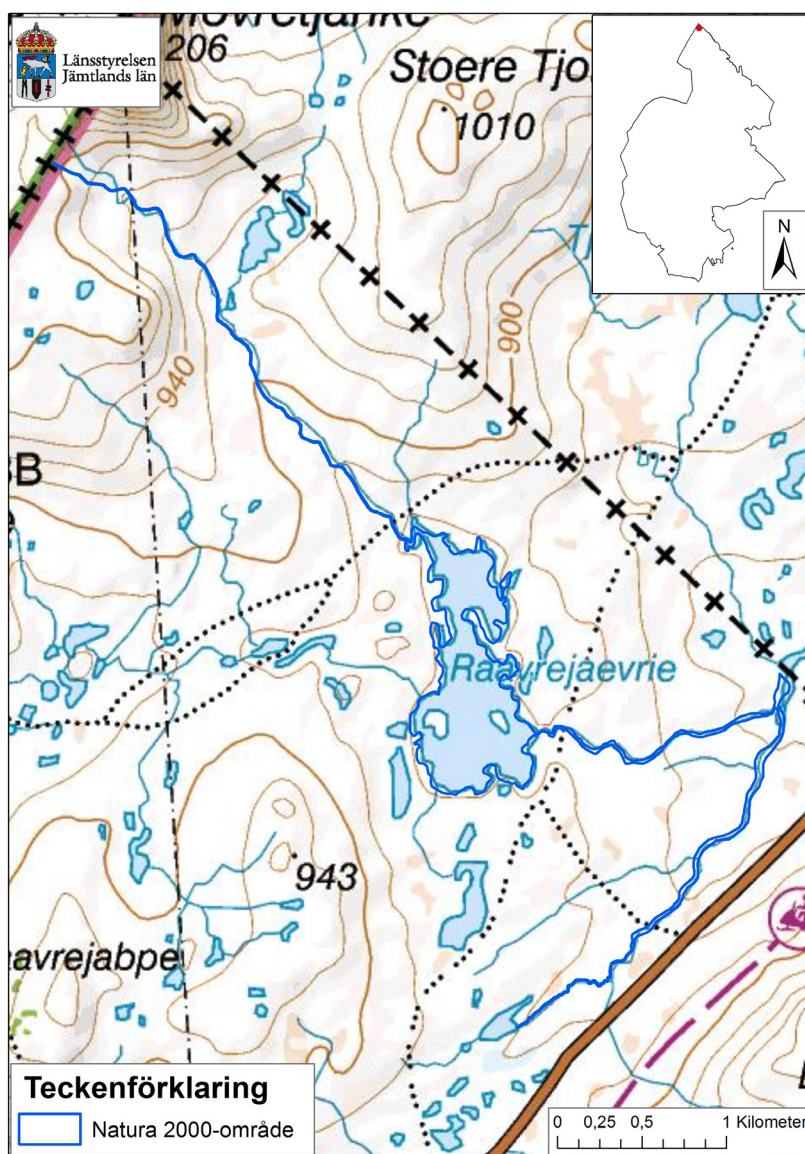 Länsstyrelsen
Jämtlands län
206
Stoere Tjo
1010
N
900
940
Raavrejaevrie
943
avrejabpe
Teckenförklaring
Natura 2000-område
0 0,25 0,5 1 Kilometer